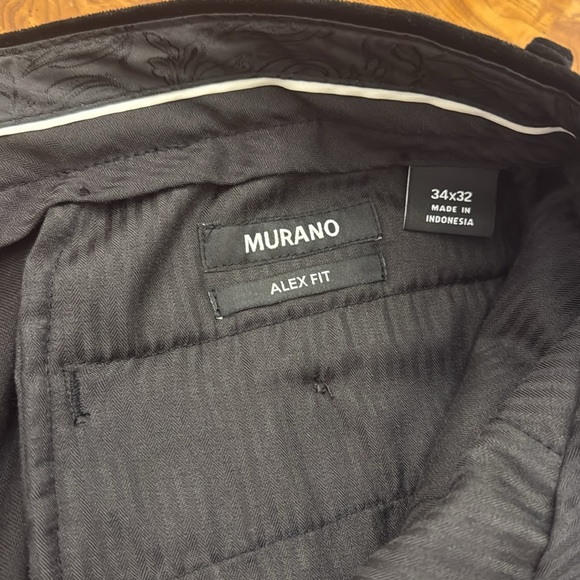 MURANO
ALEX FIT
34x32
MADE IN
INDONESIA